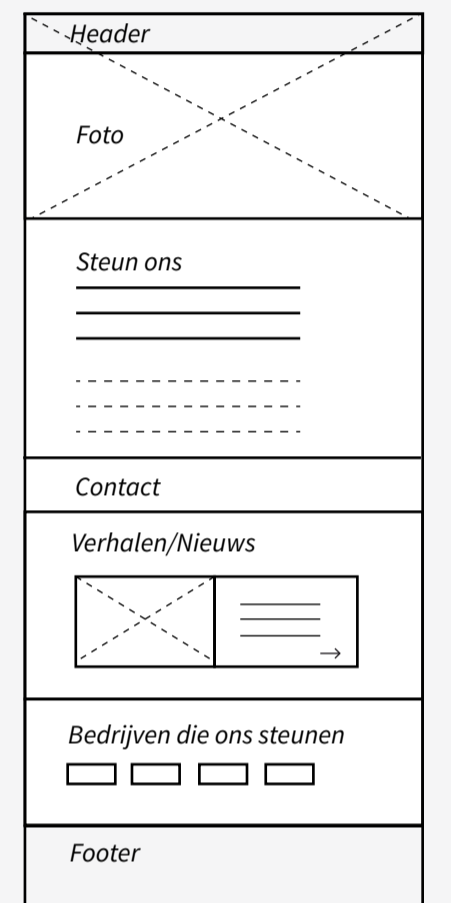 Header
Foto
Steun ons
Contact
Verhalen/Nieuws
Bedrijven die ons steunen
Footer